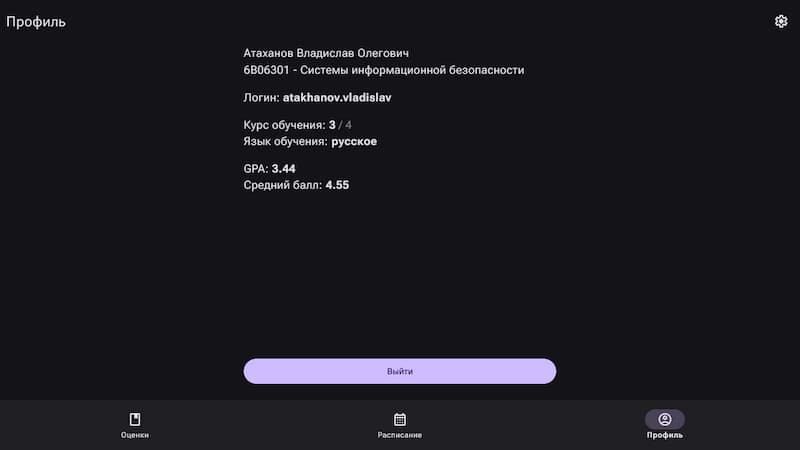 Профиль
Атаханов Владислав Олегович
6B06301 - Системы информационной безопасности
Логин: atakhanov.vladislav
Курс обучения: 3 / 4
Язык обучения: русское
GPA: 3.44
Средний балл: 4.55
Выйти
Оценки
Расписание
Профиль